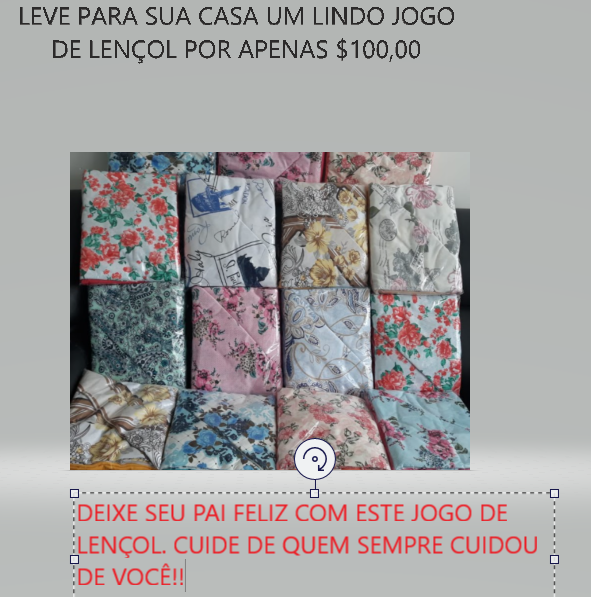 LEVE PARA SUA CASA UM LINDO JOGO
DE LENÇOL POR APENAS $100,00
DEIXE SEU PAI FELIZ COM ESTE JOGO DE
LENÇOL. CUIDE DE QUEM SEMPRE CUIDOU
DE VOCÊ!!